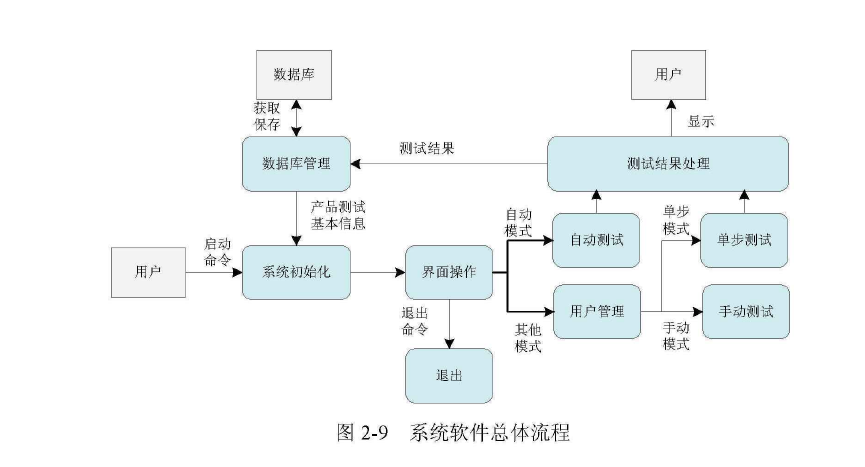 数据库
用户
获取
保存
显示
数据库管理
测试结果
测试结果处理
产品测试
基本信息
自动
模式
单步
模式
自动测试
单步测试
用户
启动
命令
系统初始化
界面操作
退出
命令
其他
模式
用户管理
手动
模式
手动测试
退出
图 2-9 系统软件总体流程